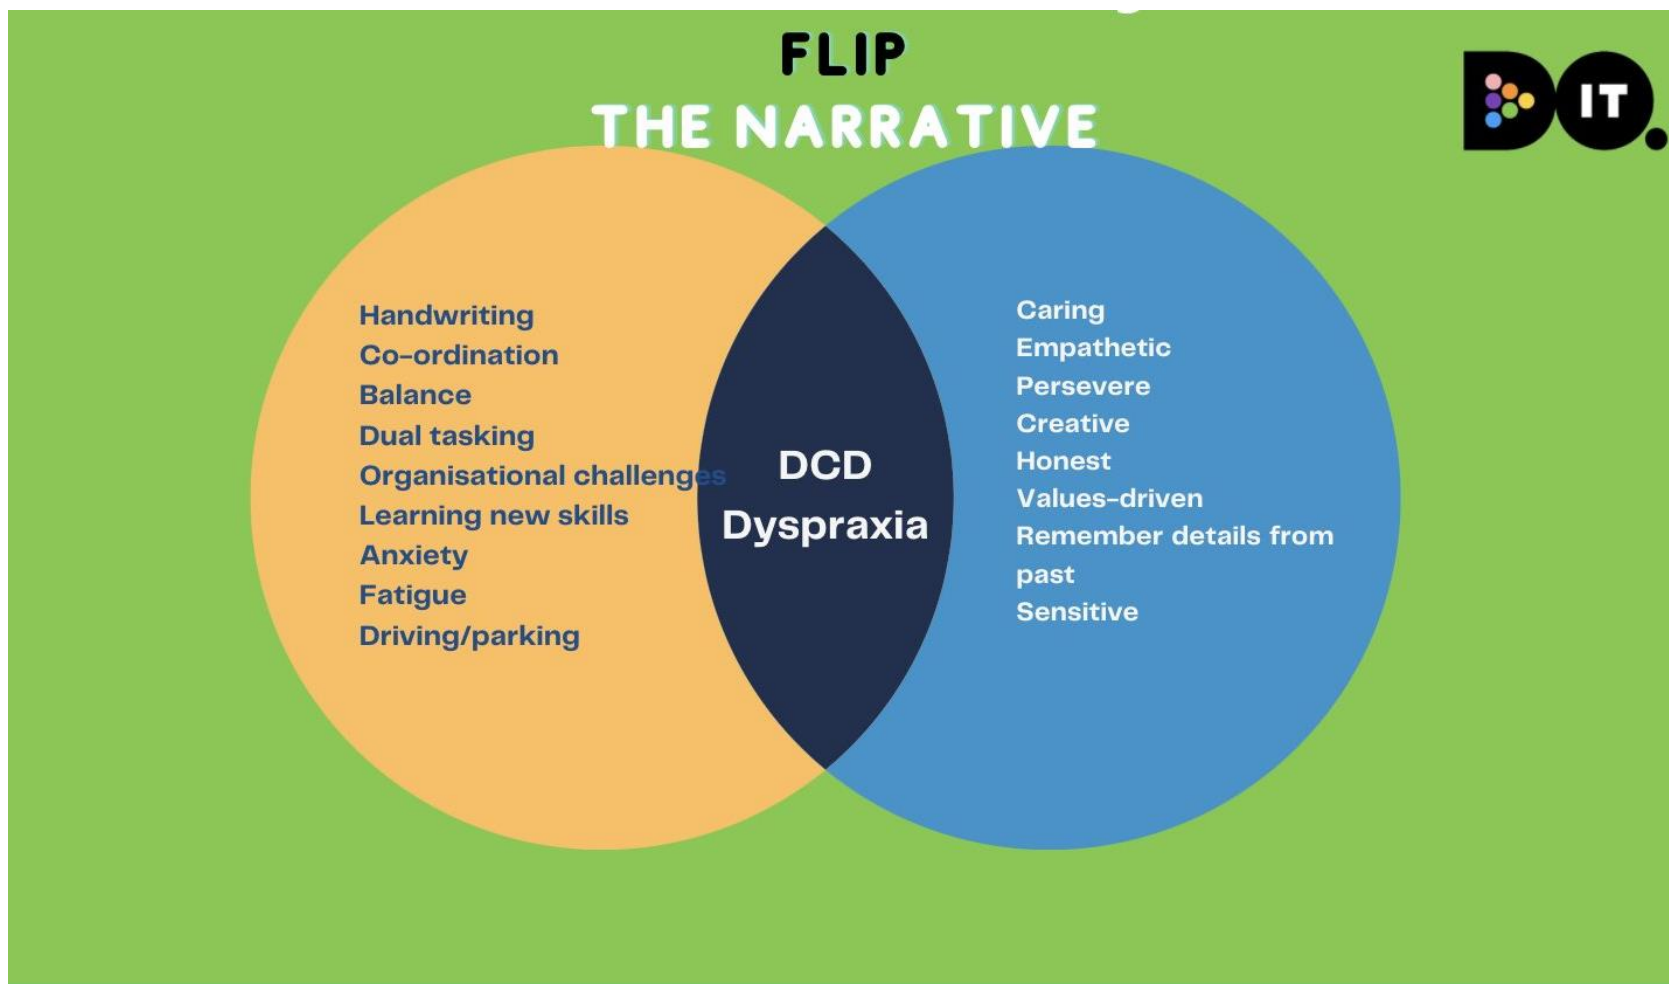 FLIP
THE NARRATIVE
DO IT.
Handwriting
Co-ordination
Balance
Dual tasking
Organisational challenges
Learning new skills
Anxiety
Fatigue
Driving/parking
DCD
Dyspraxia
Caring
Empathetic
Persevere
Creative
Honest
Values-driven
Remember details from
past
Sensitive